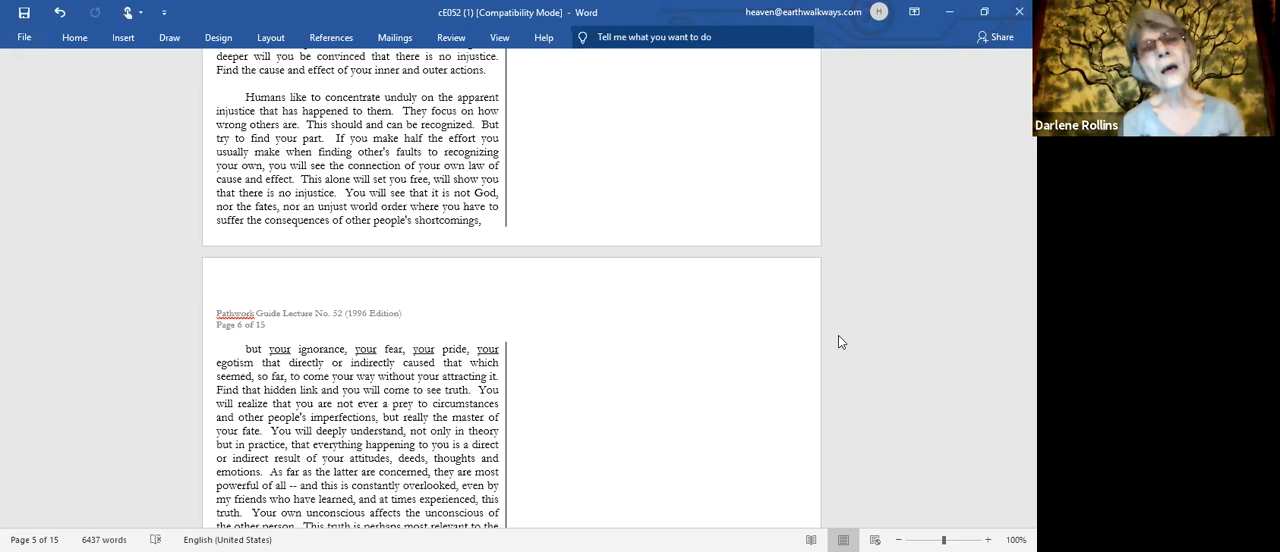 cE052 (1) [Compatibility Mode] - Word
heaven@earthwalkways.com
H
File Home Insert Draw Design Layout References Mailings Review View Help Tell me what you want to do Share
deeper will you be convinced that there is no injustice.
Find the cause and effect of your inner and outer actions.
Humans like to concentrate unduly on the apparent
injustice that has happened to them. They focus on how
wrong others are. This should and can be recognized. But
try to find your part. If you make half the effort you
usually make when finding other's faults to recognizing
your own, you will see the connection of your own law of
cause and effect. This alone will set you free, will show you
that there is no injustice. You will see that it is not God,
nor the fates, nor an unjust world order where you have to
suffer the consequences of other people's shortcomings,
Pathwork Guide Lecture No. 52 (1996 Edition)
Page 6 of 15
but your ignorance, your fear, your pride, your
egotism that directly or indirectly caused that which
seemed, so far, to come your way without your attracting it.
Find that hidden link and you will come to see truth. You
will realize that you are not ever a prey to circumstances
and other people's imperfections, but really the master of
your fate. You will deeply understand, not only in theory
but in practice, that everything happening to you is a direct
or indirect result of your attitudes, deeds, thoughts and
emotions. As far as the latter are concerned, they are most
powerful of all -- and this is constantly overlooked, even by
my friends who have learned, and at times experienced, this
truth. Your own unconscious affects the unconscious of
the other person. This truth is perhaps most relevant to the
Page 5 of 15 6437 words English (United States) 100%
Darlene Rollins